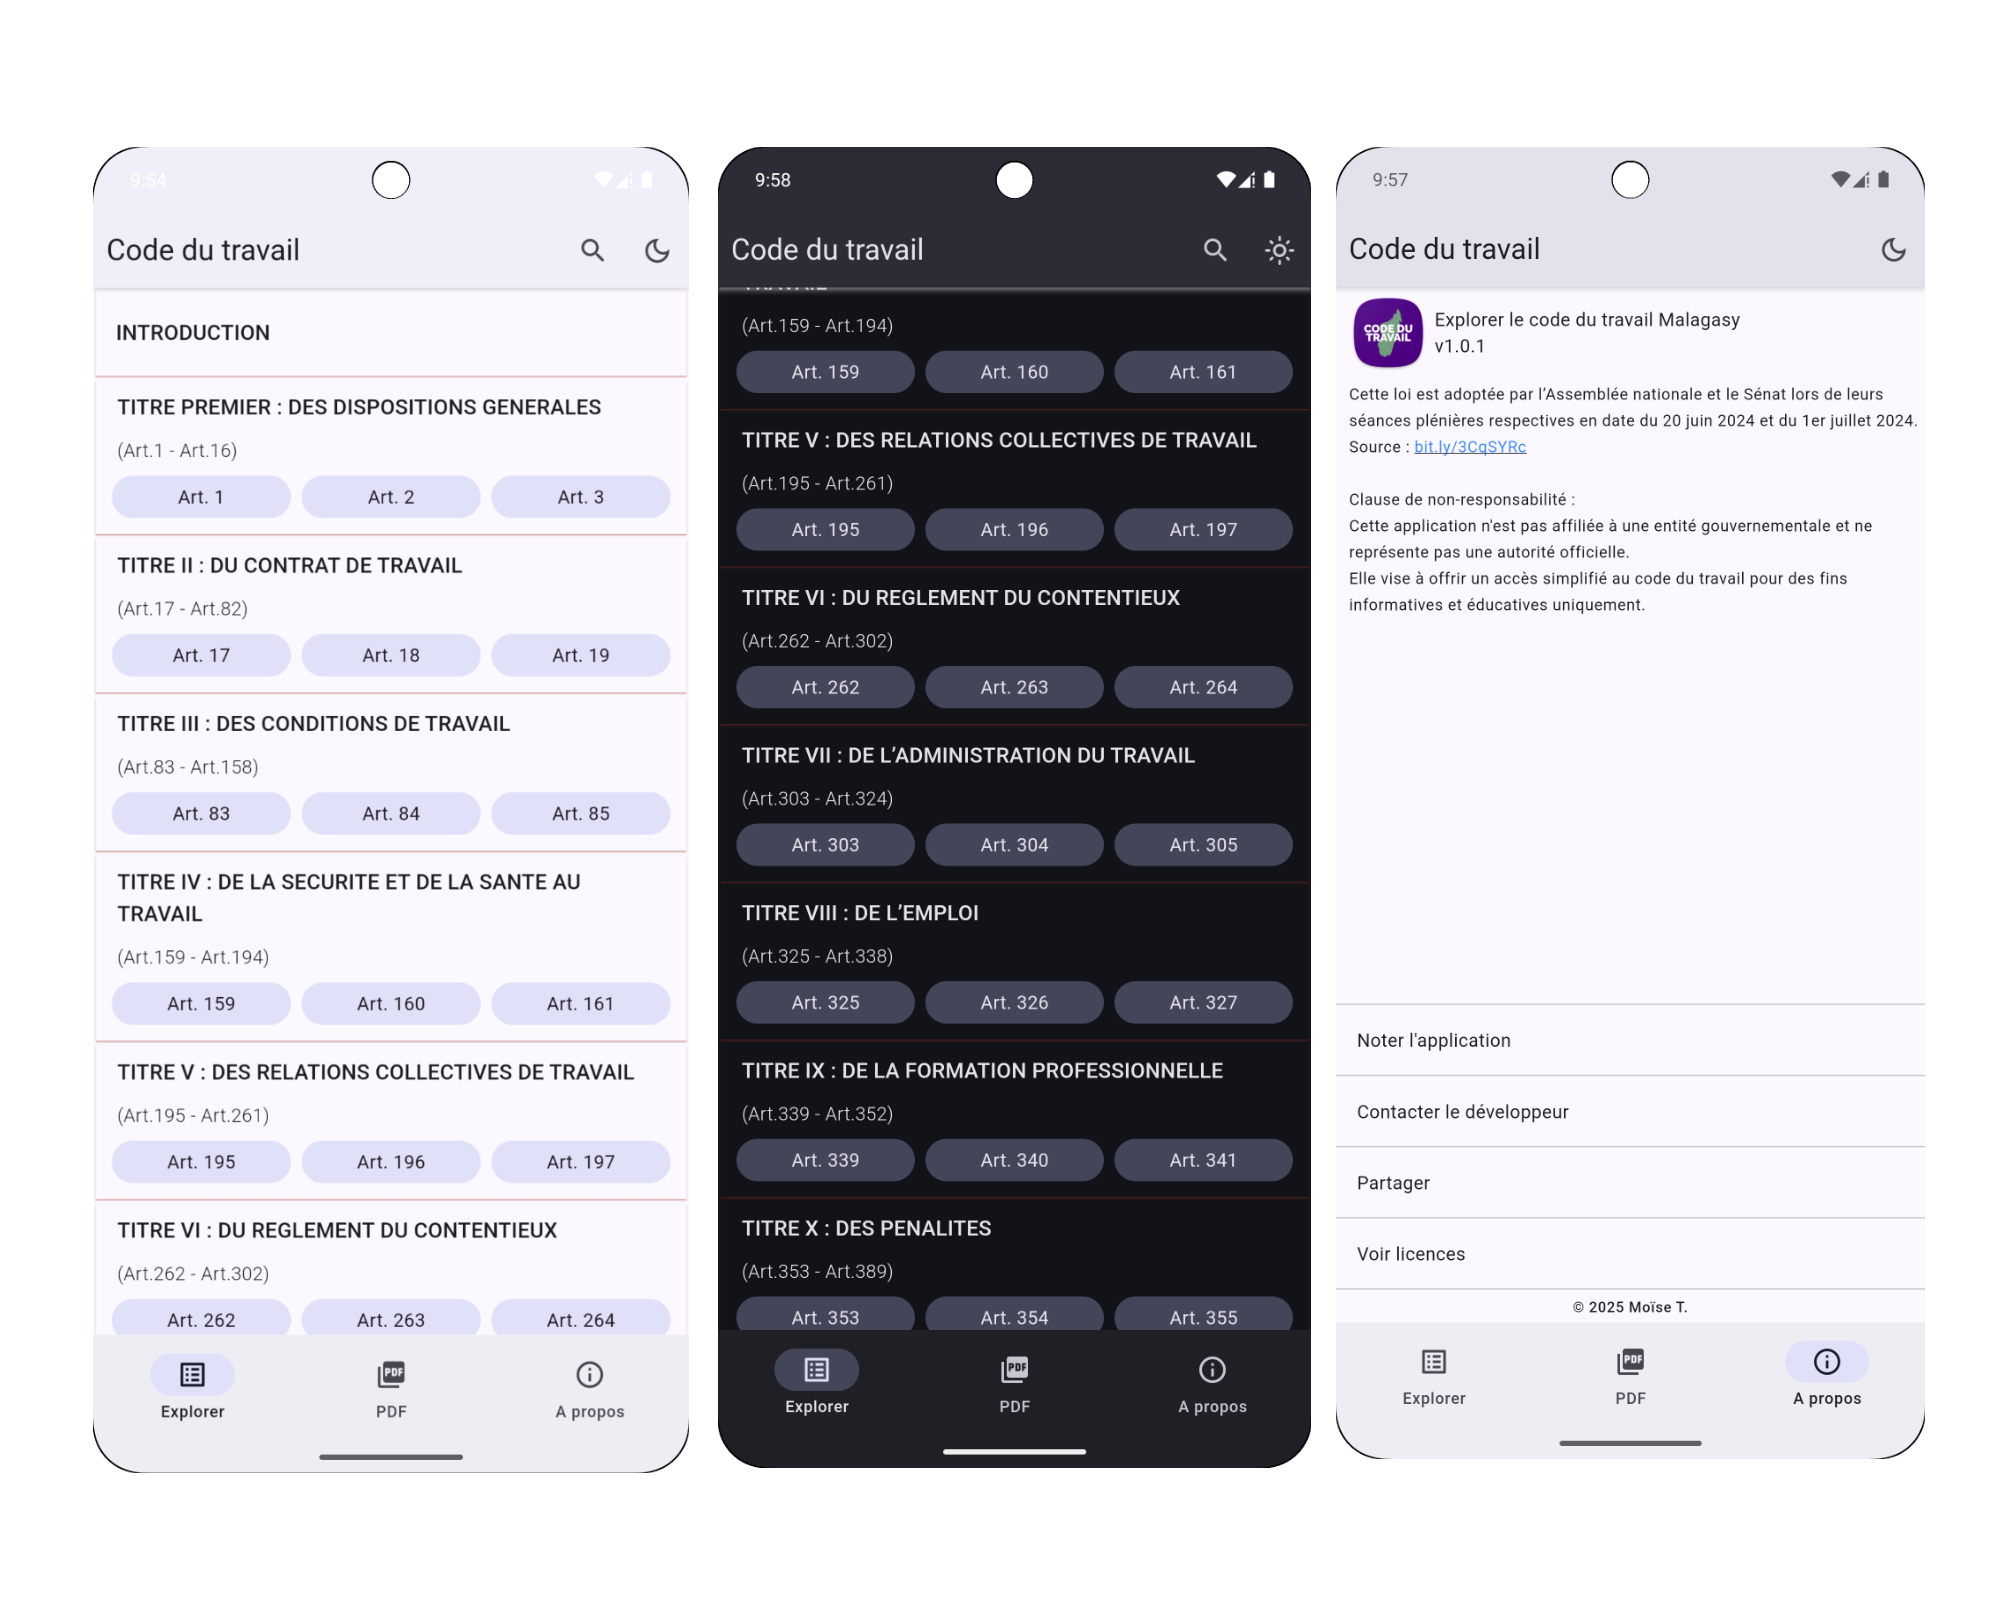 9:54
Code du travail
INTRODUCTION
TITRE PREMIER : DES DISPOSITIONS GENERALES
(Art.1 - Art.16)
Art. 1 Art. 2 Art. 3
TITRE II : DU CONTRAT DE TRAVAIL
(Art.17 - Art.82)
Art. 17 Art. 18 Art. 19
TITRE III : DES CONDITIONS DE TRAVAIL
(Art.83 - Art.158)
Art. 83 Art. 84 Art. 85
TITRE IV : DE LA SECURITE ET DE LA SANTE AU
TRAVAIL
(Art.159 - Art.194)
Art. 159 Art. 160 Art. 161
TITRE V : DES RELATIONS COLLECTIVES DE TRAVAIL
(Art.195 - Art.261)
Art. 195 Art. 196 Art. 197
TITRE VI : DU REGLEMENT DU CONTENTIEUX
(Art.262 - Art.302)
Art. 262 Art. 263 Art. 264
PDF
Explorer PDF A propos
9:58
Code du travail
TRAVAIL
(Art.159 - Art.194)
Art. 159 Art. 160 Art. 161
TITRE V : DES RELATIONS COLLECTIVES DE TRAVAIL
(Art.195 - Art.261)
Art. 195 Art. 196 Art. 197
TITRE VI : DU REGLEMENT DU CONTENTIEUX
(Art.262 - Art.302)
Art. 262 Art. 263 Art. 264
TITRE VII : DE L’ADMINISTRATION DU TRAVAIL
(Art.303 - Art.324)
Art. 303 Art. 304 Art. 305
TITRE VIII : DE L’EMPLOI
(Art.325 - Art.338)
Art. 325 Art. 326 Art. 327
TITRE IX : DE LA FORMATION PROFESSIONNELLE
(Art.339 - Art.352)
Art. 339 Art. 340 Art. 341
TITRE X : DES PENALITES
(Art.353 - Art.389)
Art. 353 Art. 354 Art. 355
PDF
Explorer PDF A propos
9:57
Code du travail
CODE DU
TRAVAIL
Explorer le code du travail Malagasy
v1.0.1
Cette loi est adoptée par l’Assemblée nationale et le Sénat lors de leurs
séances plénières respectives en date du 20 juin 2024 et du 1er juillet 2024.
Source : bit.ly/3CqSYRc
Clause de non-responsabilité :
Cette application n'est pas affiliée à une entité gouvernementale et ne
représente pas une autorité officielle.
Elle vise à offrir un accès simplifié au code du travail pour des fins
informatives et éducatives uniquement.
Noter l'application
Contacter le développeur
Partager
Voir licences
© 2025 Moïse T.
PDF
Explorer PDF A propos